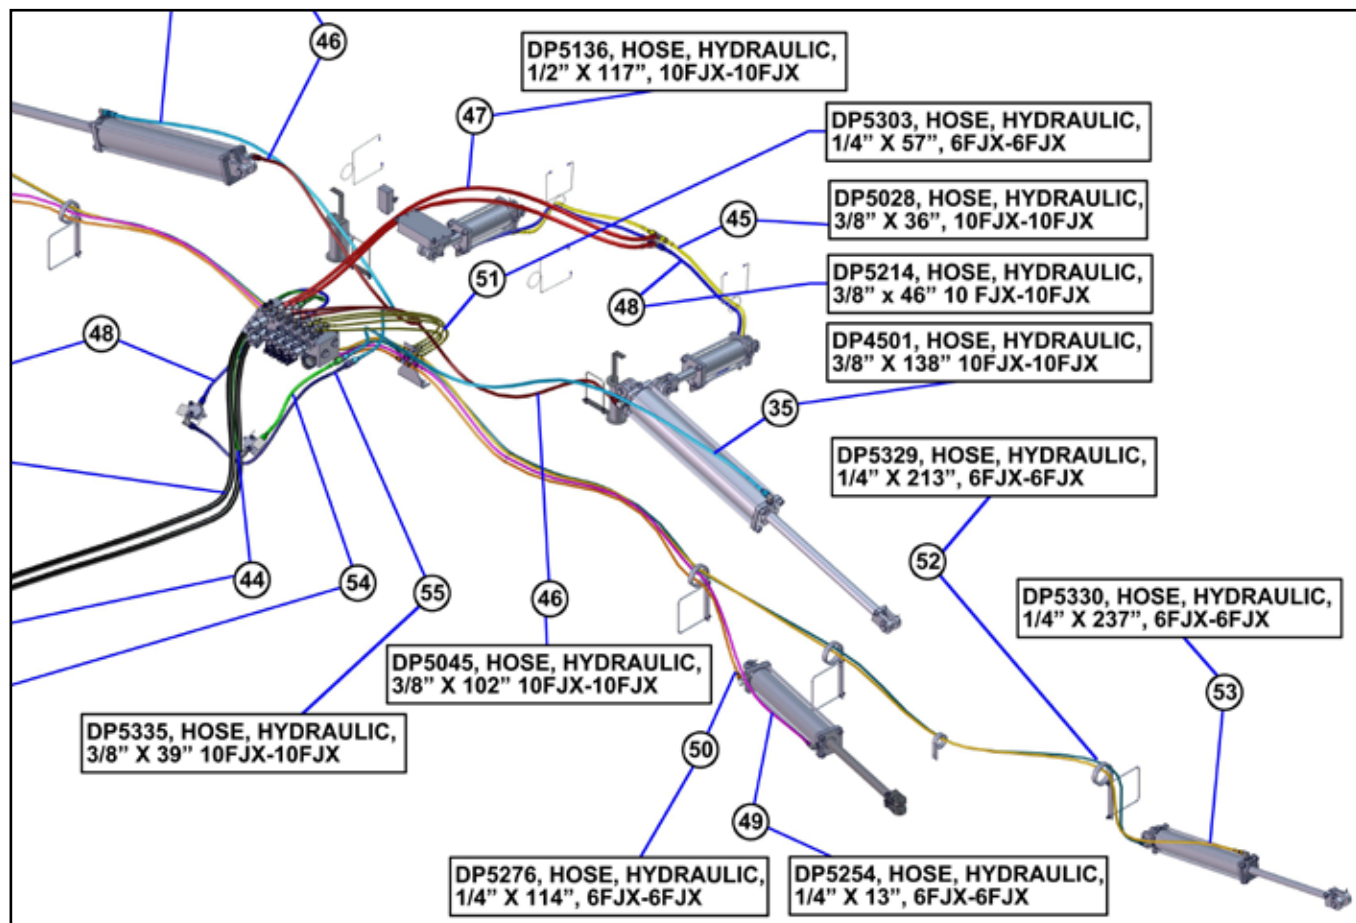 46
DP5136, HOSE, HYDRAULIC,
1/2” X 117”, 10FJX-10FJX
47
DP5303, HOSE, HYDRAULIC,
1/4” X 57”, 6FJX-6FJX
45
DP5028, HOSE, HYDRAULIC,
3/8” X 36”, 10FJX-10FJX
51
48
DP5214, HOSE, HYDRAULIC,
3/8” x 46” 10 FJX-10FJX
48
DP4501, HOSE, HYDRAULIC,
3/8” X 138” 10FJX-10FJX
35
DP5329, HOSE, HYDRAULIC,
1/4” X 213”, 6FJX-6FJX
52
44
54
55
46
DP5330, HOSE, HYDRAULIC,
1/4” X 237”, 6FJX-6FJX
DP5045, HOSE, HYDRAULIC,
3/8” X 102” 10FJX-10FJX
53
DP5335, HOSE, HYDRAULIC,
3/8” X 39” 10FJX-10FJX
50
49
DP5276, HOSE, HYDRAULIC,
1/4” X 114”, 6FJX-6FJX
DP5254, HOSE, HYDRAULIC,
1/4” X 13”, 6FJX-6FJX